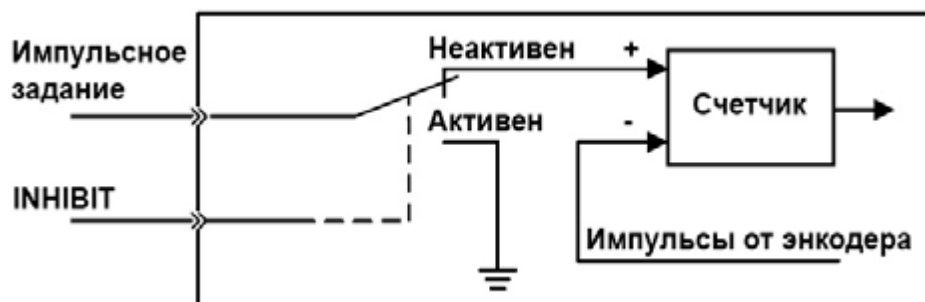 Импульсное
задание
Неактивен
+
Счетчик
Активен
-
INHIBIT
Импульсы от энкодера